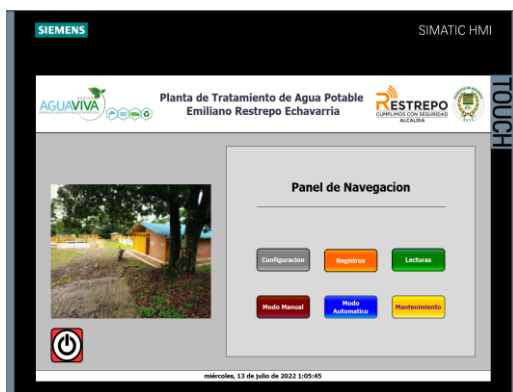 SIEMENS
SIMATIC HMI
TOUCH
AGUAVIVA
Planta de Tratamiento de Agua Potable
Emiliano Restrepo Echavarria
RESTREPO
CUMPLIMOS CON SEGURIDAD
ALCALDIA
Panel de Navegacion
Configuracion
Registros
Lecturas
Modo Manual
Modo
Automatico
Mantenimiento
miércoles, 13 de julio de 2022 1:05:45